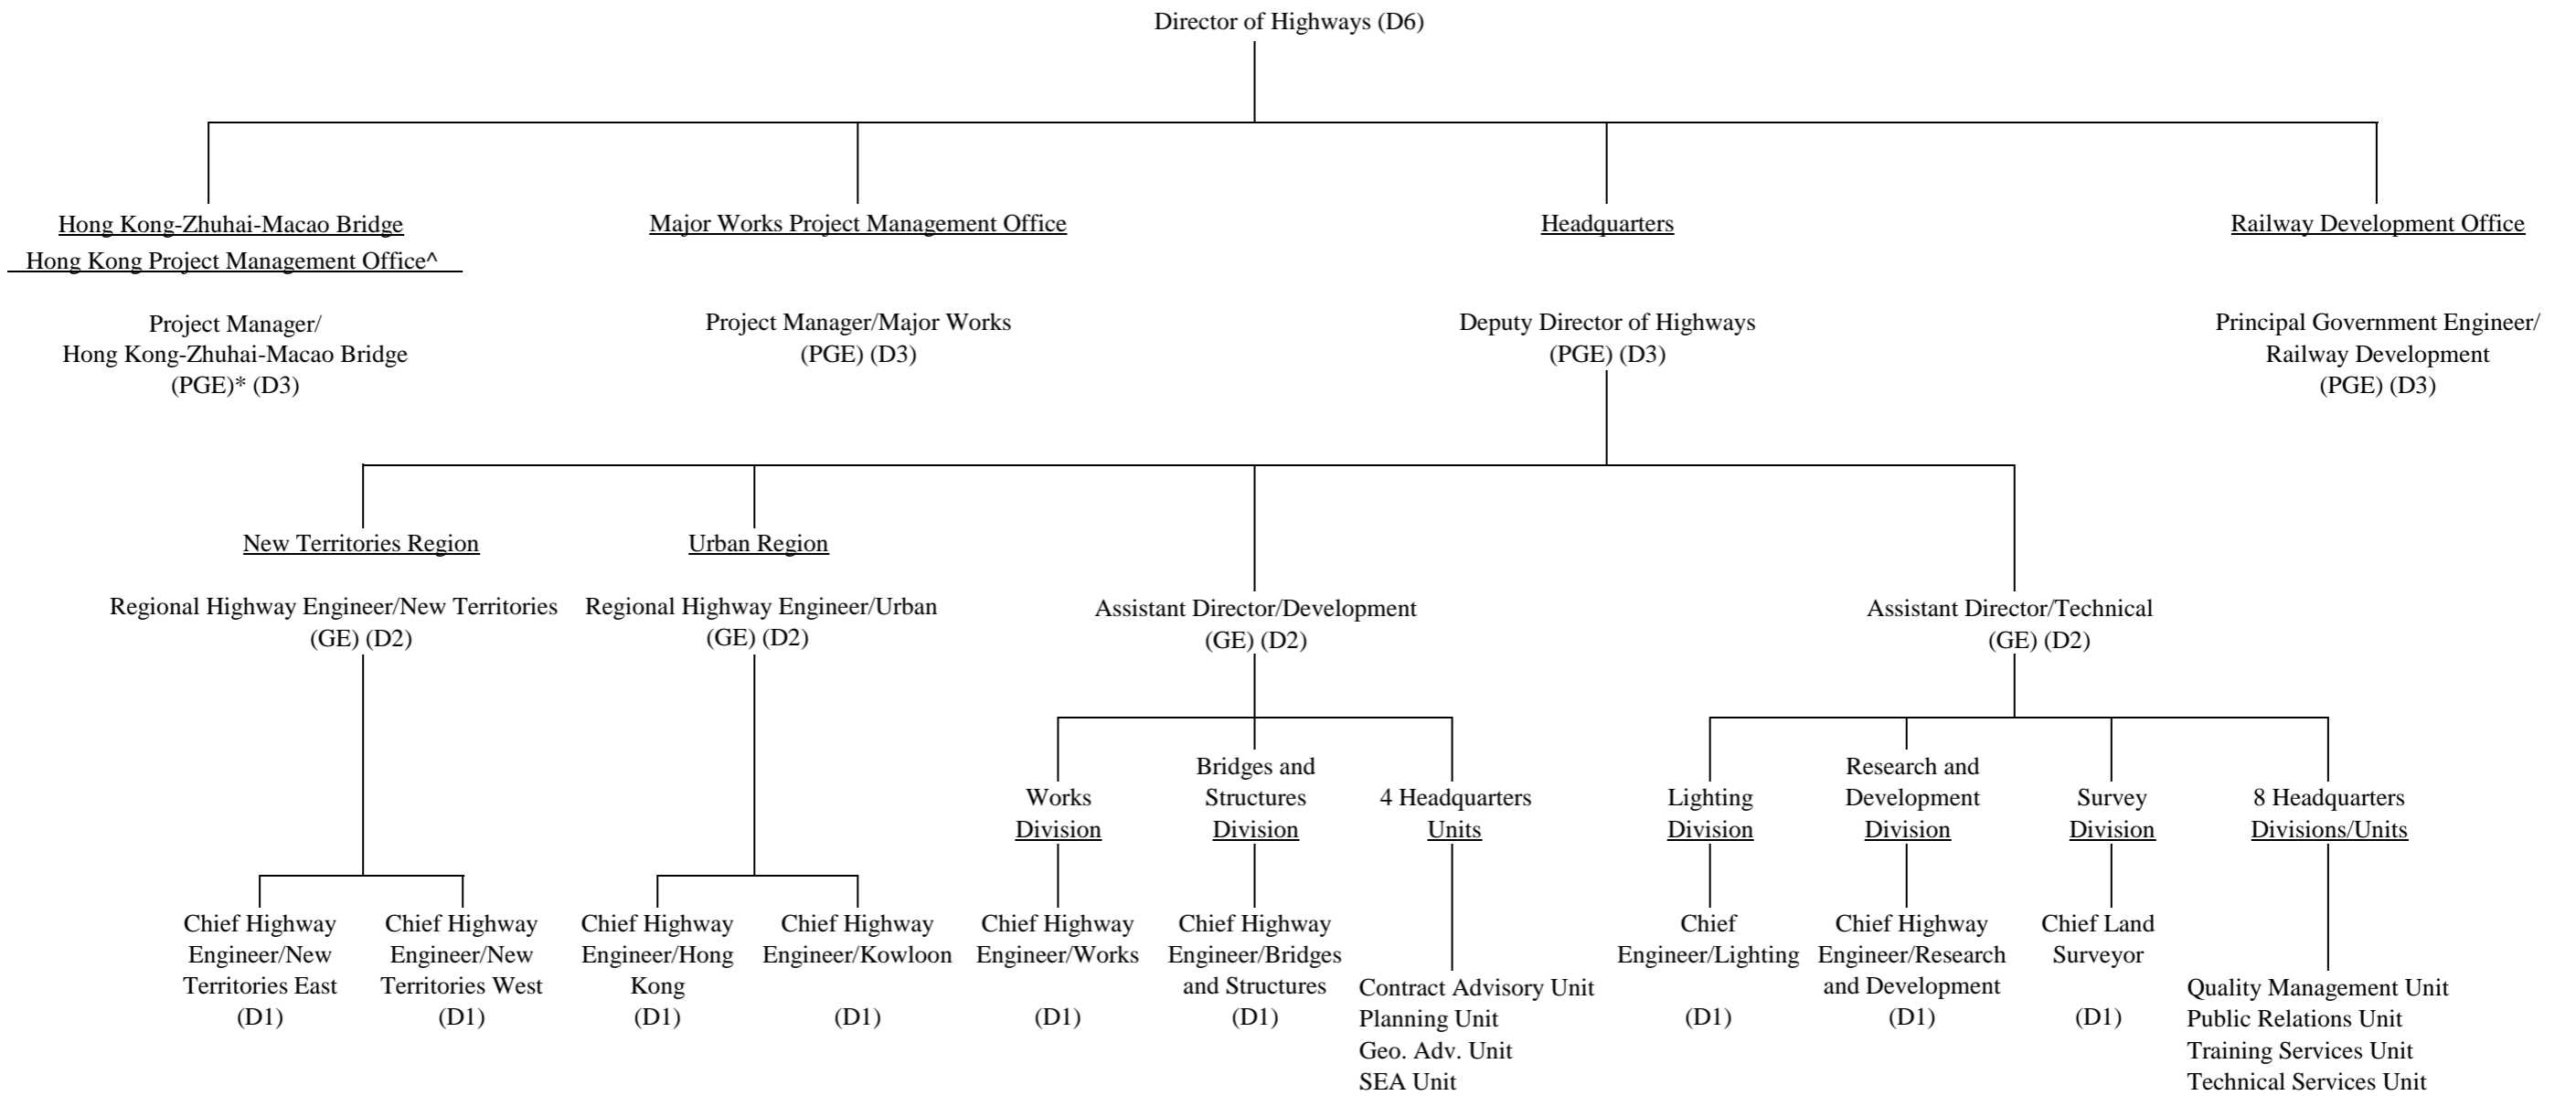 Director of Highways (D6)
Hong Kong-Zhuhai-Macao Bridge
Hong Kong Project Management Office^
Project Manager/
Hong Kong-Zhuhai-Macao Bridge
(PGE)* (D3)
Major Works Project Management Office
Project Manager/Major Works
(PGE) (D3)
Headquarters
Deputy Director of Highways
(PGE) (D3)
Railway Development Office
Principal Government Engineer/
Railway Development
(PGE) (D3)
New Territories Region
Regional Highway Engineer/New Territories
(GE) (D2)
Urban Region
Regional Highway Engineer/Urban
(GE) (D2)
Assistant Director/Development
(GE) (D2)
Assistant Director/Technical
(GE) (D2)
Works
Division
Bridges and
Structures
Division
4 Headquarters
Units
Lighting
Division
Research and
Development
Division
Survey
Division
8 Headquarters
Divisions/Units
Chief Highway
Engineer/New
Territories East
(D1)
Chief Highway
Engineer/New
Territories West
(D1)
Chief Highway
Engineer/Hong
Kong
(D1)
Chief Highway
Engineer/Kowloon
(D1)
Chief Highway
Engineer/Works
(D1)
Chief Highway
Engineer/Bridges
and Structures
(D1)
Contract Advisory Unit
Planning Unit
Geo. Adv. Unit
SEA Unit
Chief
Engineer/Lighting
(D1)
Chief Highway
Engineer/Research
and Development
(D1)
Chief Land
Surveyor
(D1)
Quality Management Unit
Public Relations Unit
Training Services Unit
Technical Services Unit